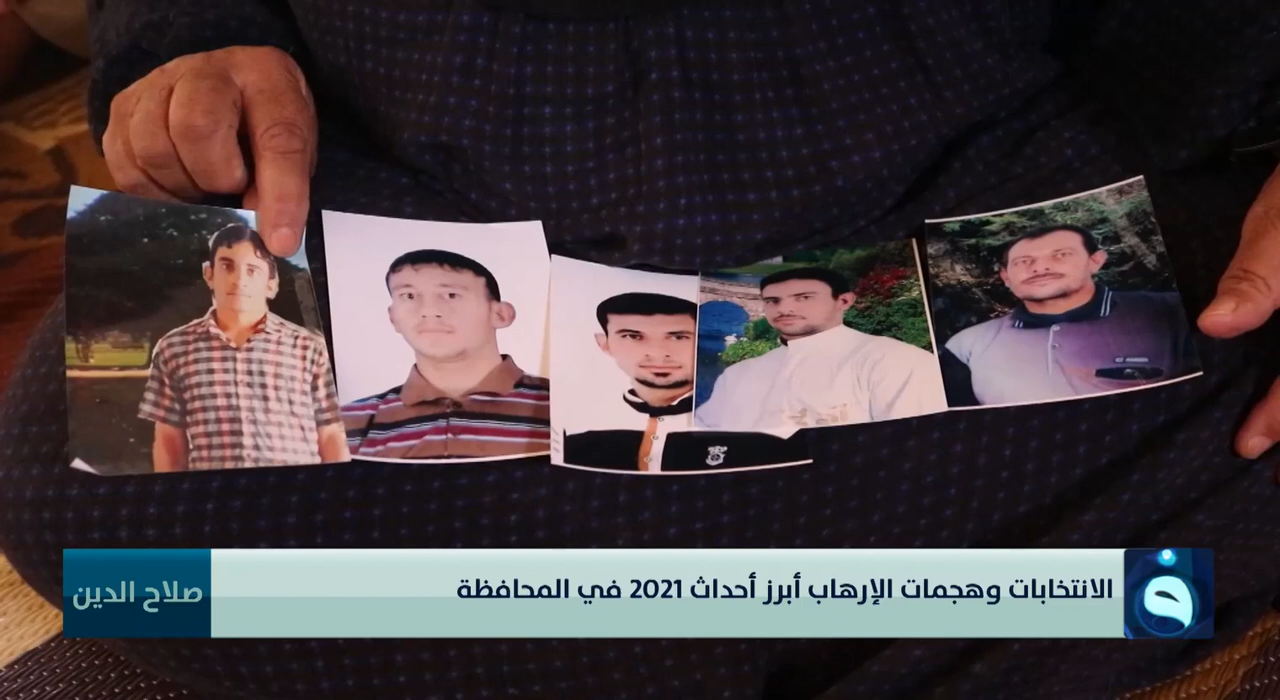 الانتخابات وهجمات الإرهاب أبرز أحداث 2021 في المحافظة
صلاح الدين